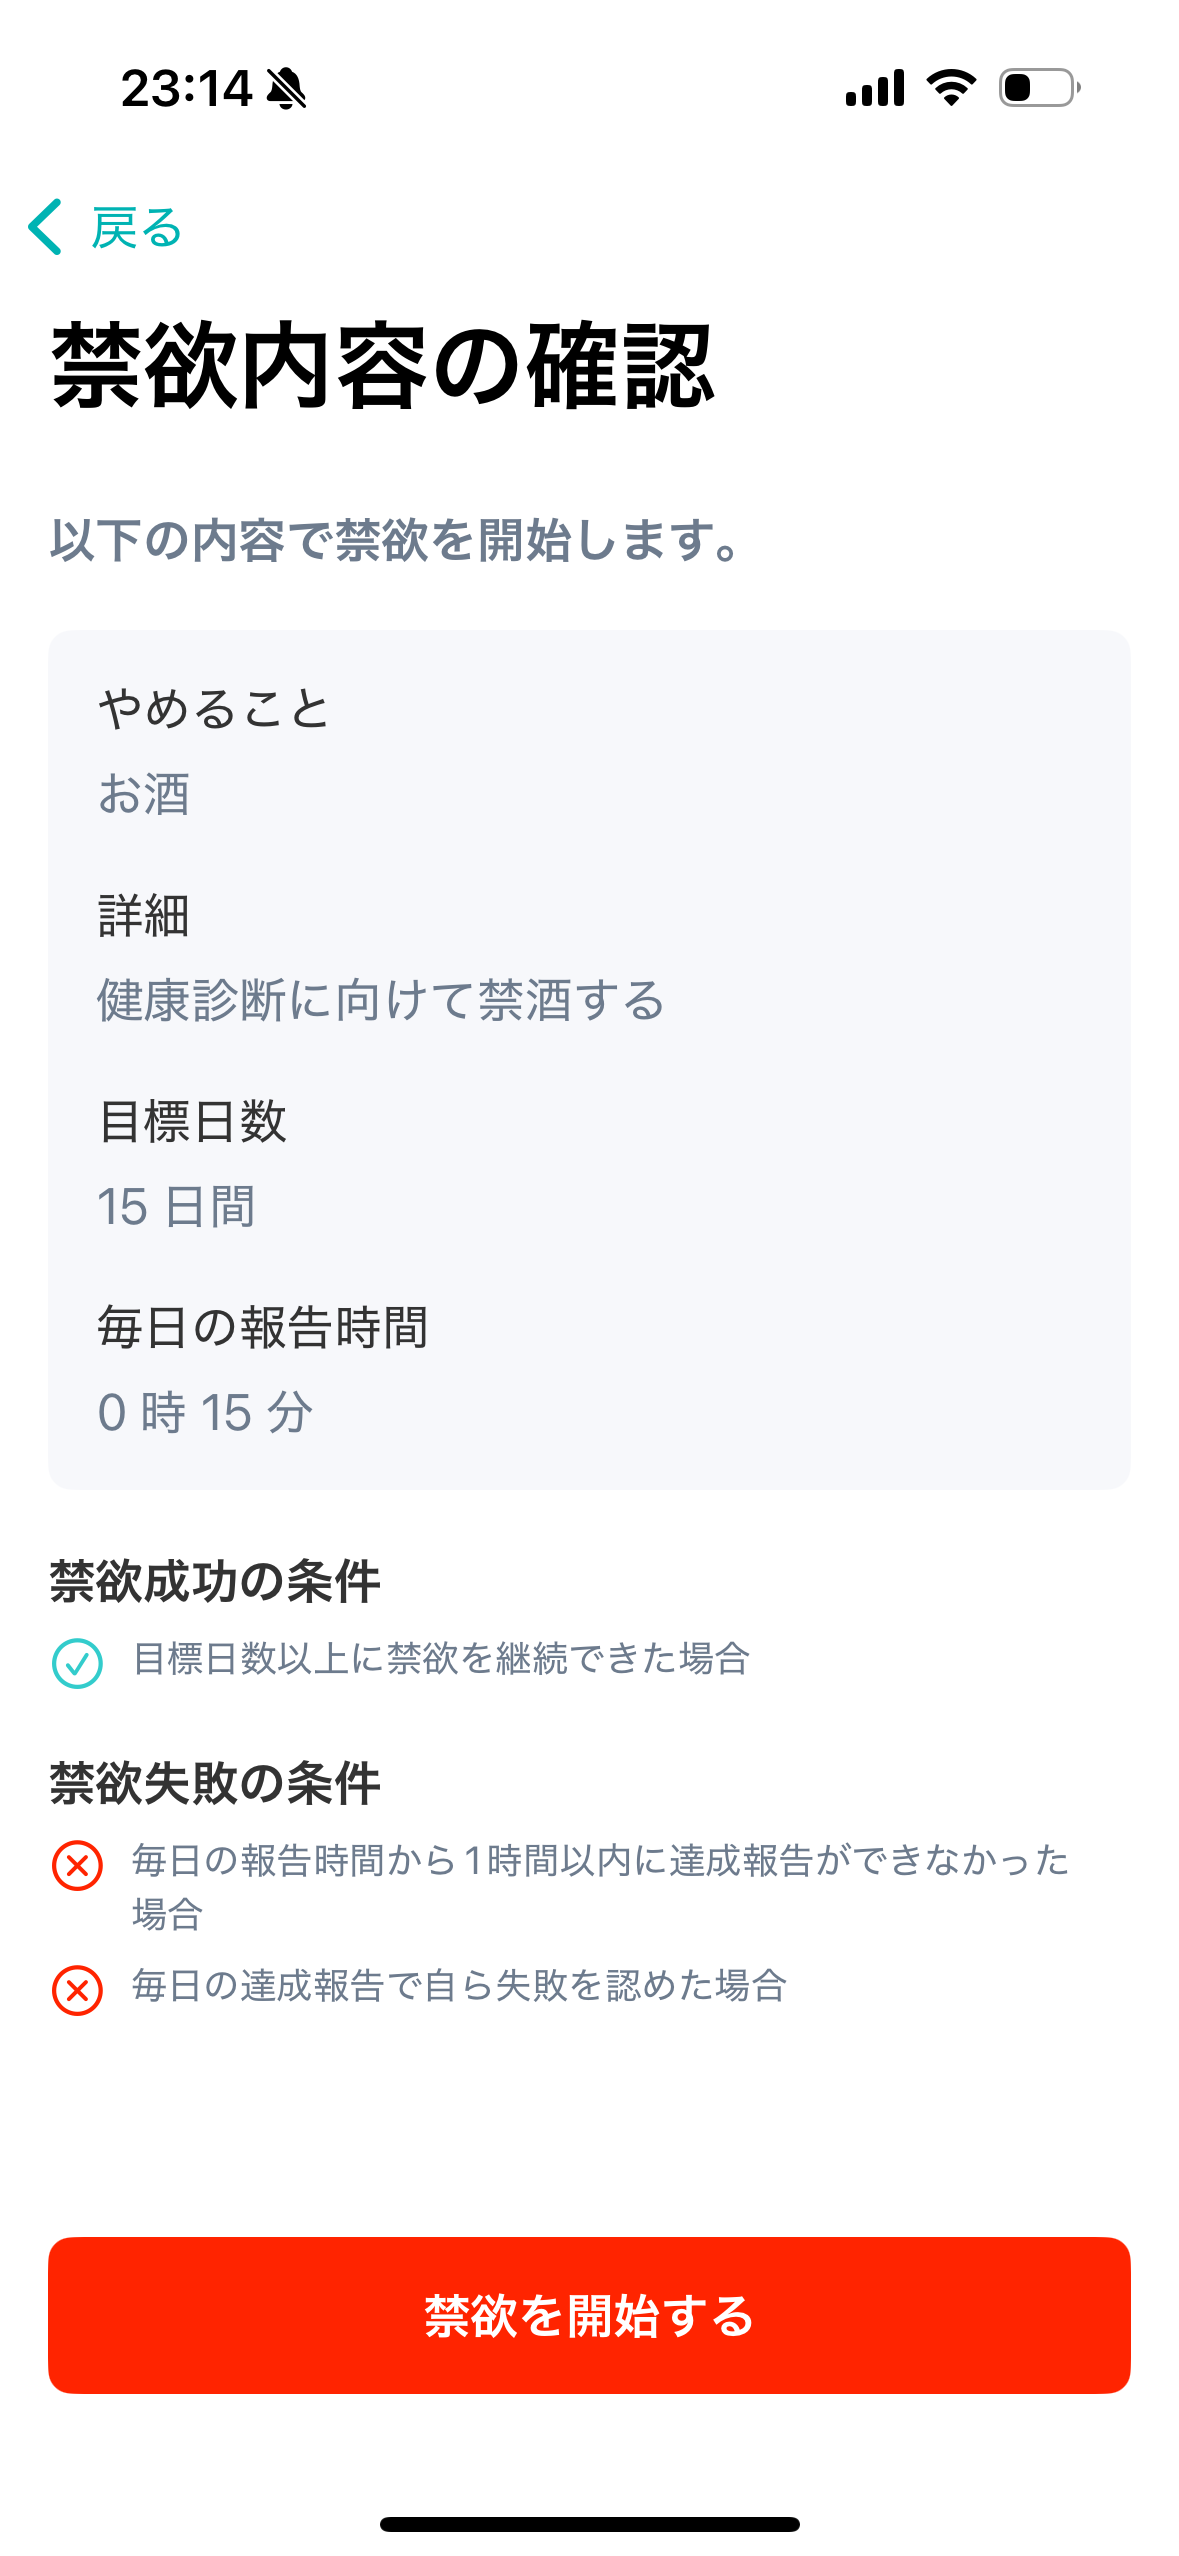 23:14
戻る
禁欲内容の確認
以下の内容で禁欲を開始します。
やめること
お酒
詳細
健康診断に向けて禁酒する
目標日数
15 日間
毎日の報告時間
0 時 15 分
禁欲成功の条件
目標日数以上に禁欲を継続できた場合
禁欲失敗の条件
毎日の報告時間から1時間以内に達成報告ができなかった
場合
毎日の達成報告で自ら失敗を認めた場合
禁欲を開始する